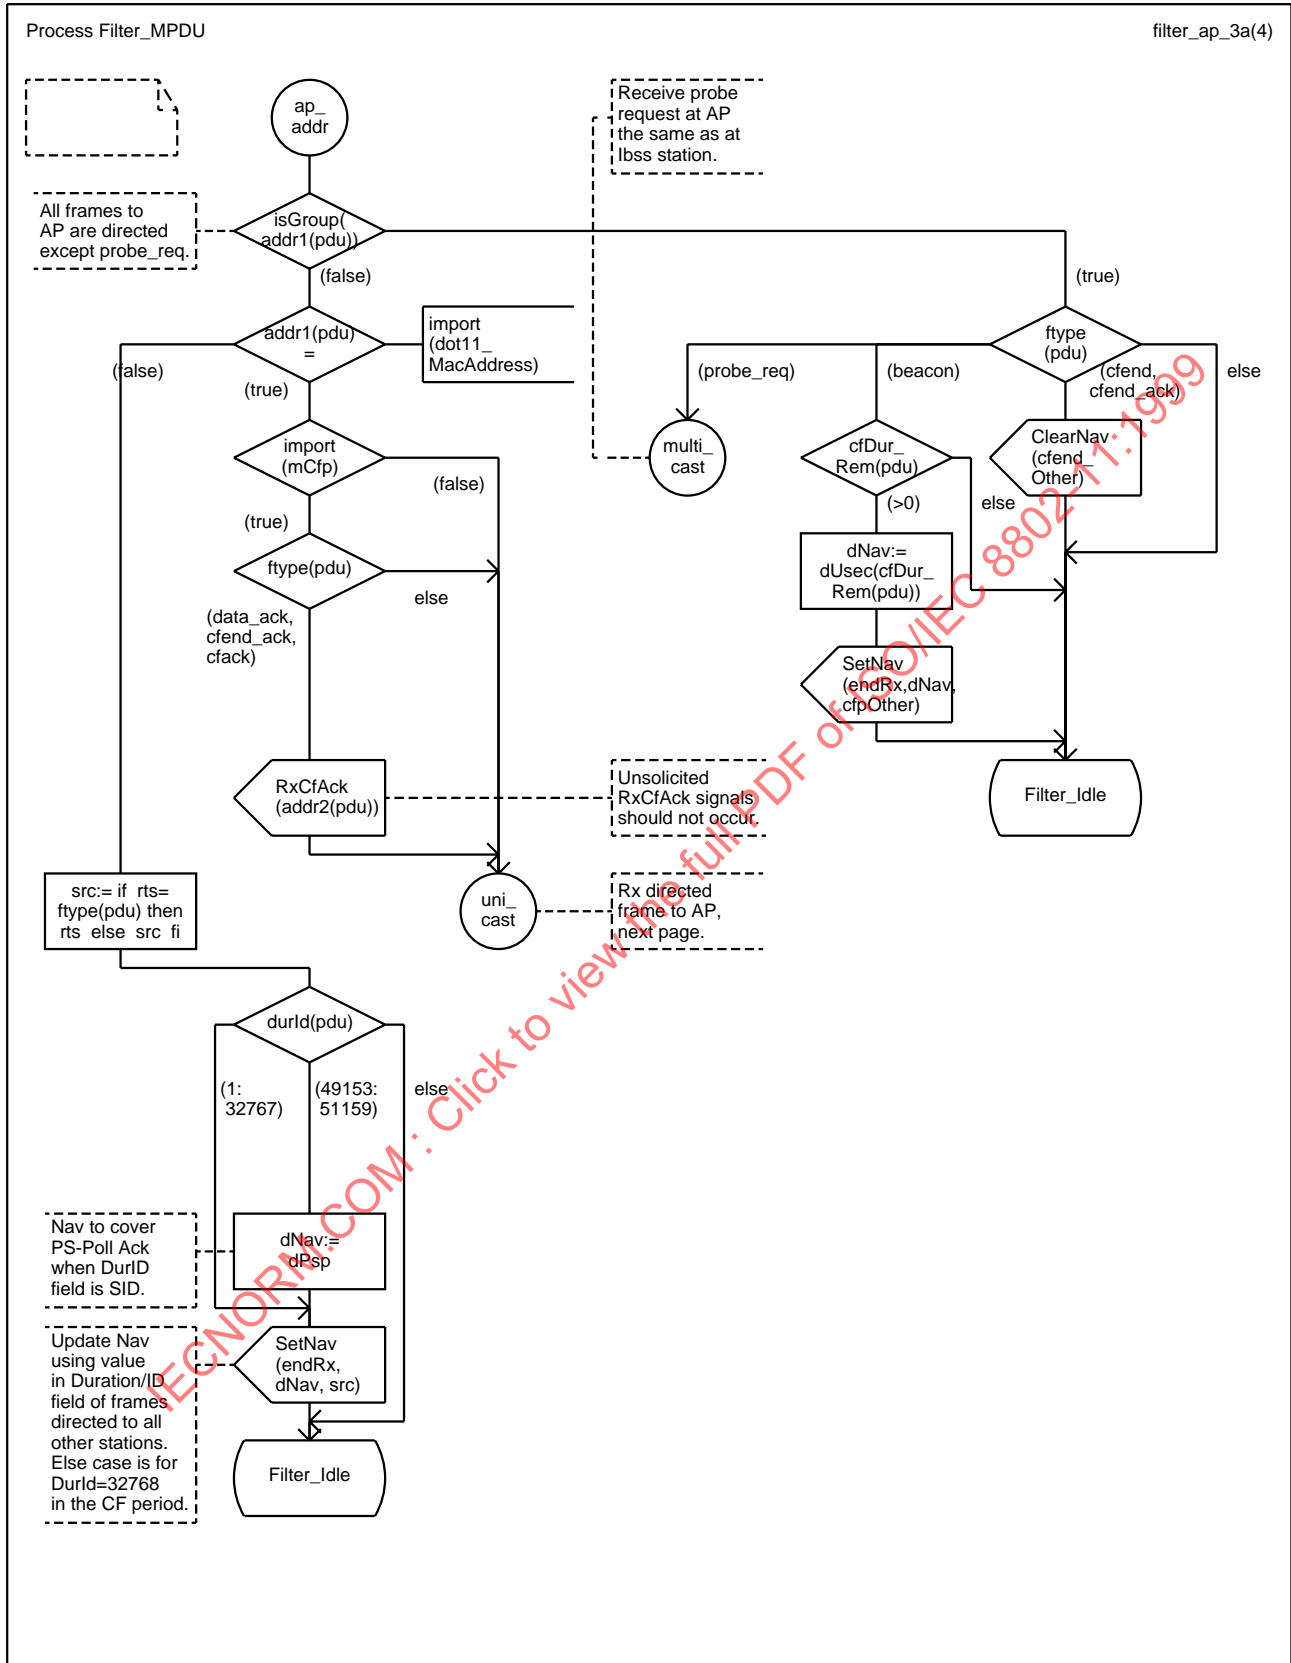 Process Filter_MPDU
filter_ap_3a(4)
ap_
addr
Receive probe
request at AP
the same as at
Ibss station.
All frames to
AP are directed
except probe_req.
isGroup(
addr1(pdu))
(false)
(true)
addr1(pdu)
=
import
(dot11_
MacAddress)
ftype
(pdu)
(false)
(true)
(probe_req)
(beacon)
(cfend,
cfend_ack)
else
import
(mCfp)
(false)
(true)
multi_
cast
cfDur_
Rem(pdu)
(>0)
else
ClearNav
(cfend_
Other)
ftype(pdu)
else
(data_ack,
cfend_ack,
cfack)
dNav:=
dUsec(cfDur_
Rem(pdu))
SetNav
(endRx,dNav,
cfpOther)
RxCfAck
(addr2(pdu))
Unsolicited
RxCfAck signals
should not occur.
Filter_Idle
src:= if rts=
ftype(pdu) then
rts else src fi
uni_
cast
Rx directed
frame to AP,
next page.
durId(pdu)
(1:
32767)
(49153:
51159)
else
Nav to cover
PS-Poll Ack
when DurID
field is SID.
dNav:=
dPsp
Update Nav
using value
in Duration/ID
field of frames
directed to all
other stations.
Else case is for
DurId=32768
in the CF period.
SetNav
(endRx,
dNav, src)
Filter_Idle
IECNORM.COM : Click to view the full PDF of ISO/IEC 8802-11:1999